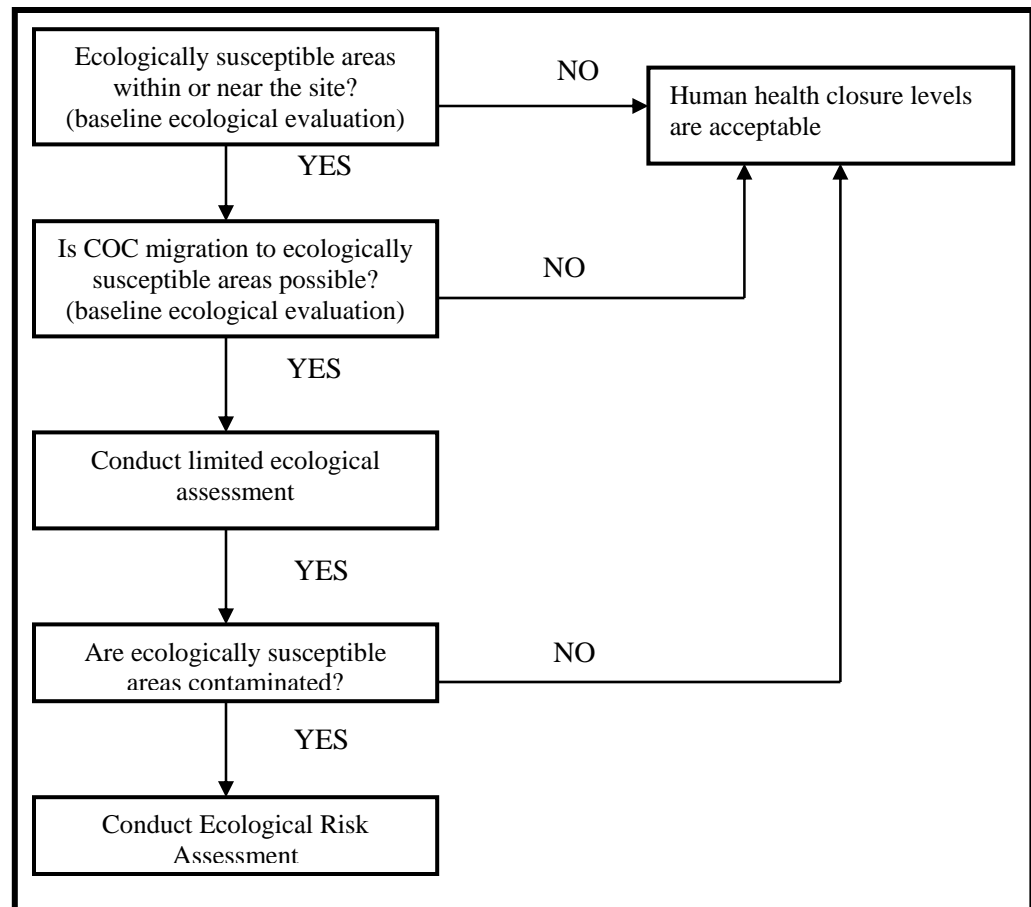 Ecologically susceptible areas
within or near the site?
(baseline ecological evaluation)
NO
Human health closure levels
are acceptable
YES
Is COC migration to ecologically
susceptible areas possible?
(baseline ecological evaluation)
NO
YES
Conduct limited ecological
assessment
YES
Are ecologically susceptible
areas contaminated?
NO
YES
Conduct Ecological Risk
Assessment